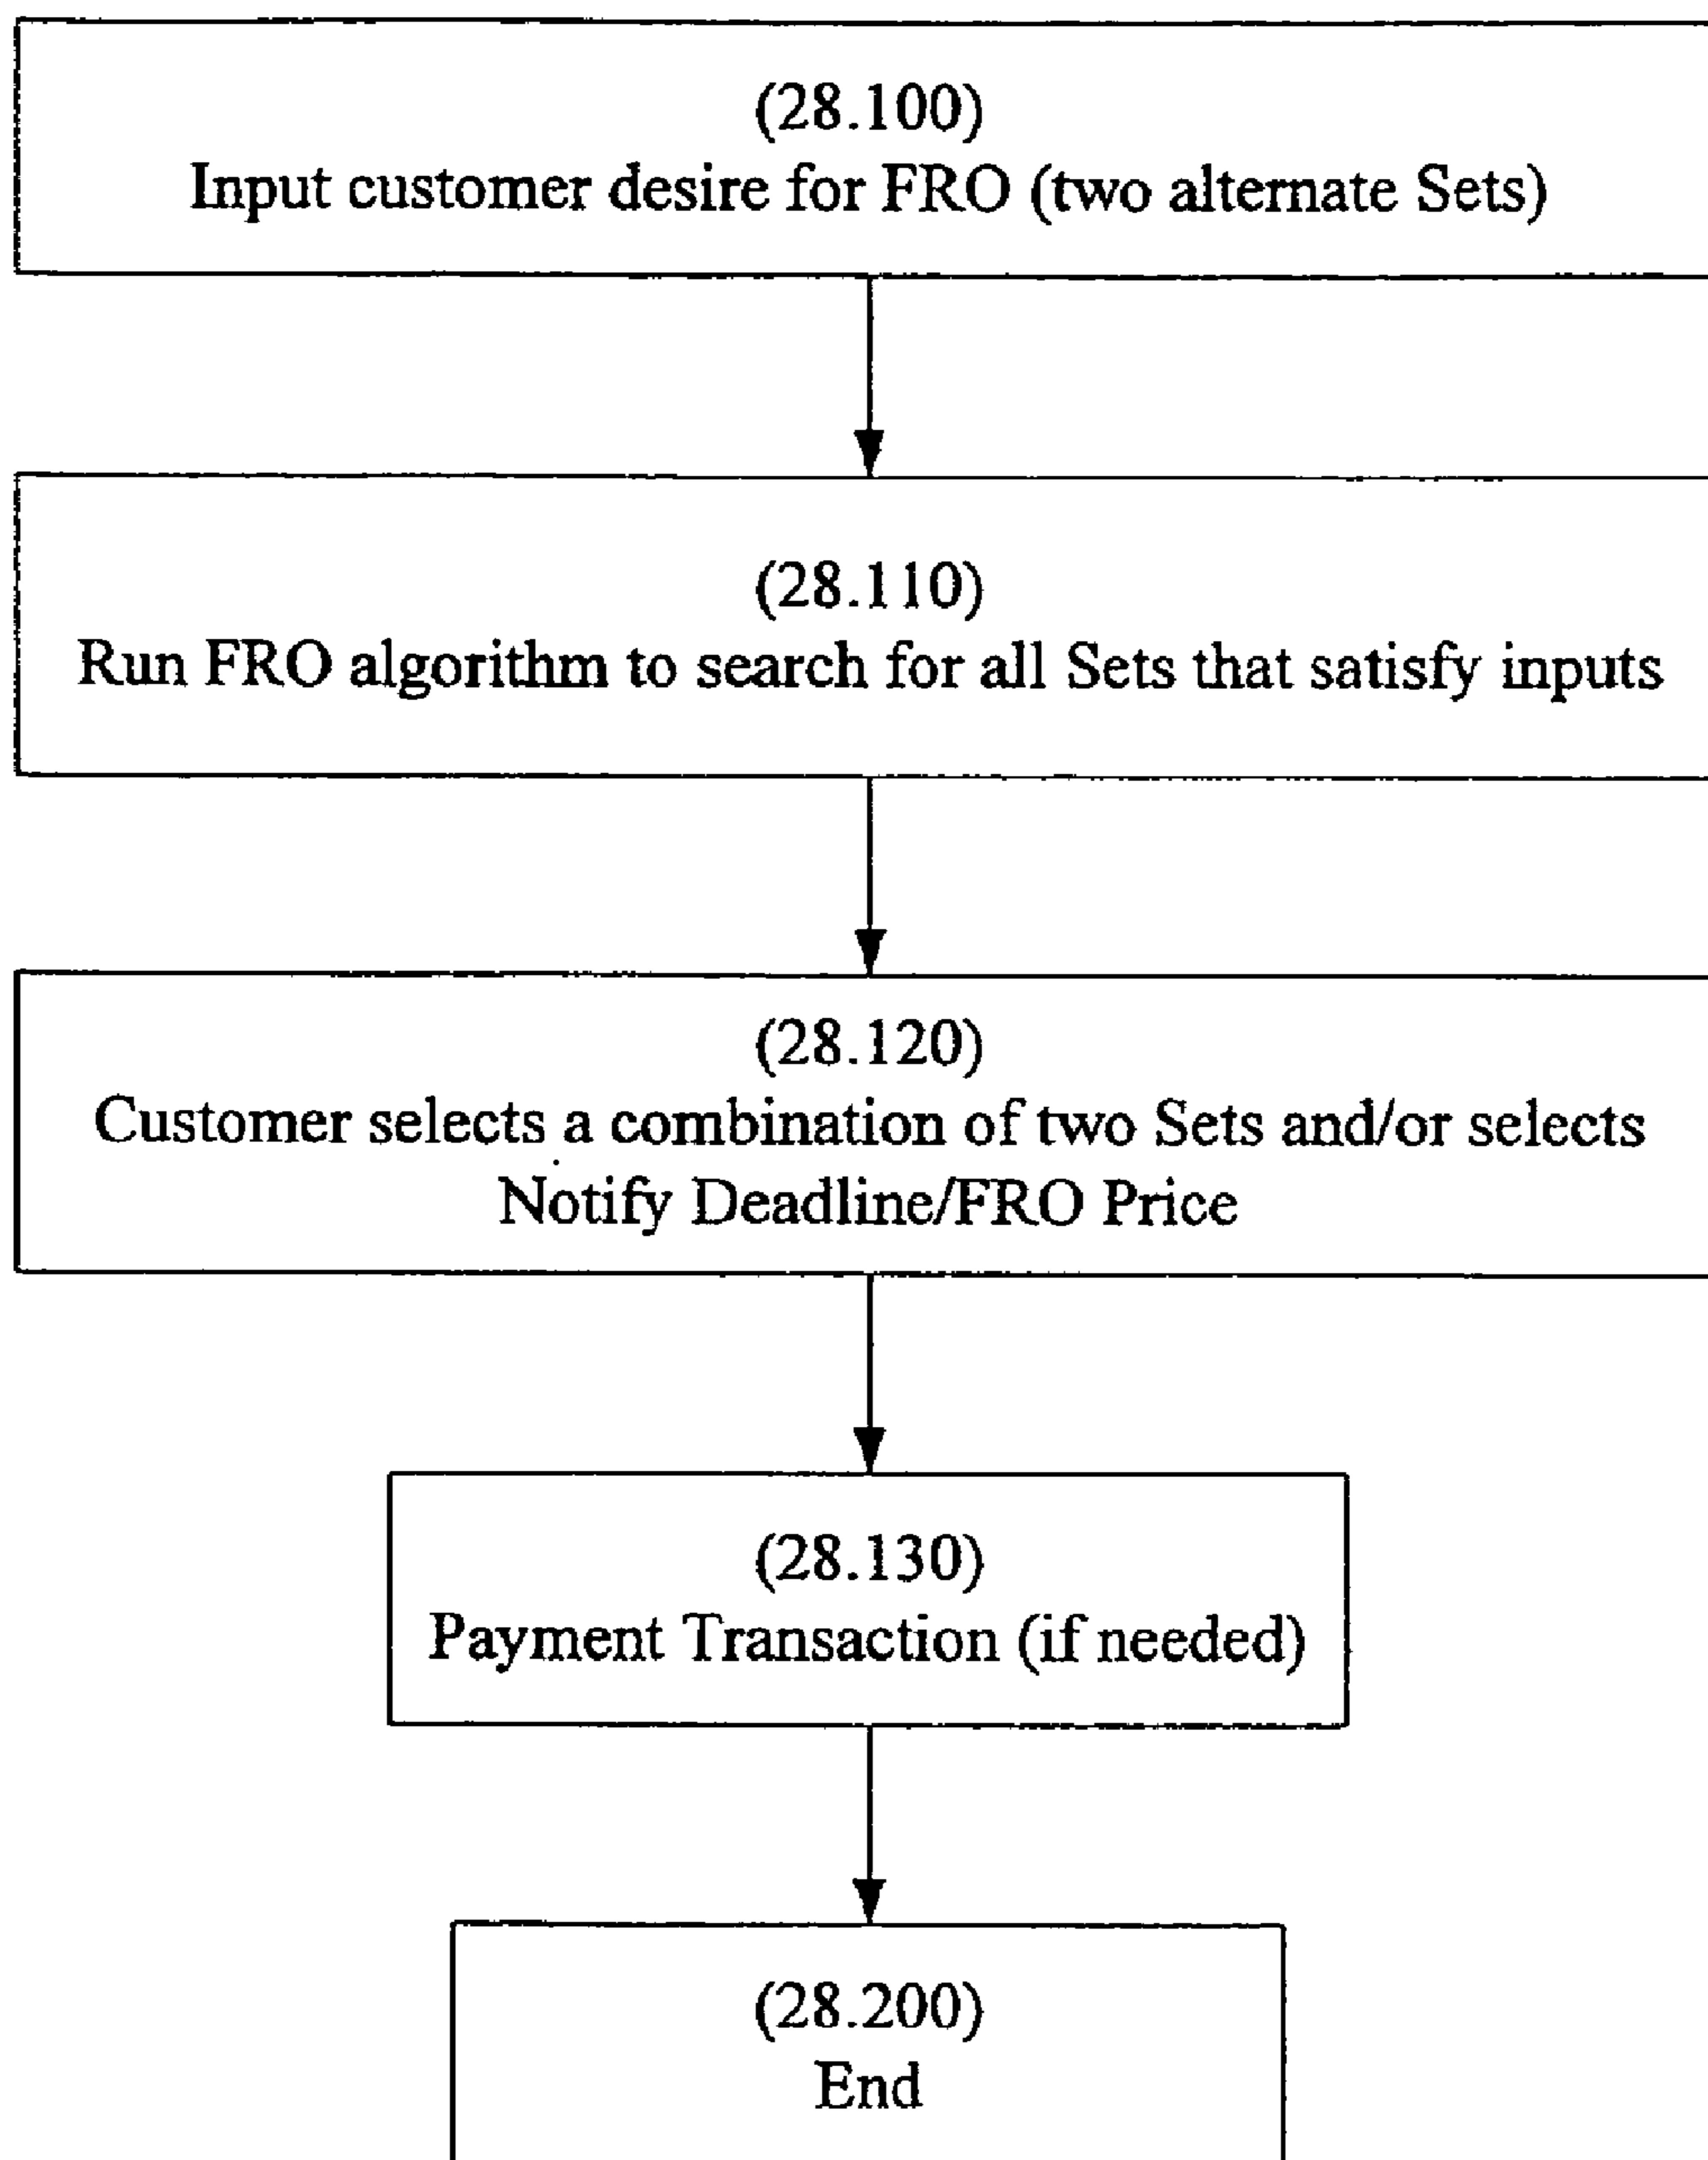 (28.100)
Input customer desire for FRO (two alternate Sets)
(28.110)
Run FRO algorithm to search for all Sets that satisfy inputs
(28.120)
Customer selects a combination of two Sets and/or selects
Notify Deadline/FRO Price
(28.130)
Payment Transaction (if needed)
(28.200)
End